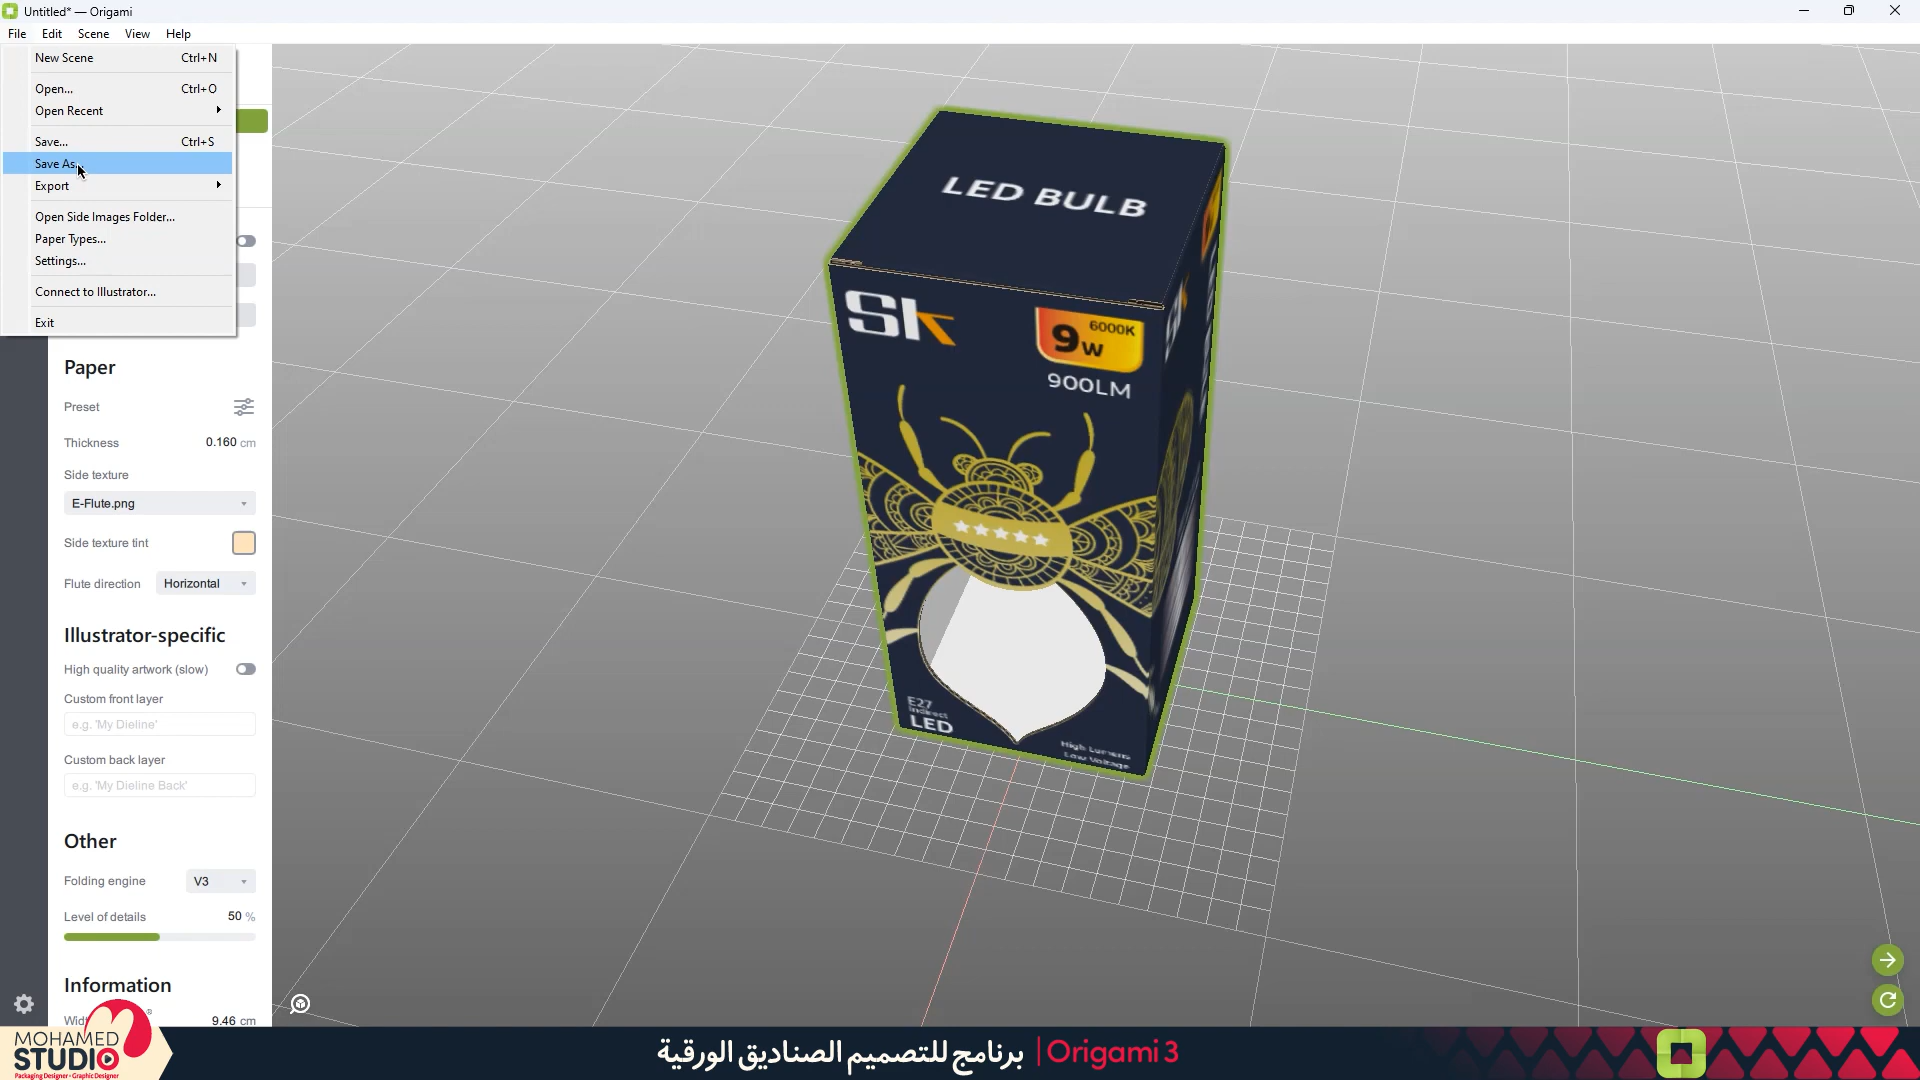 Untitled* — Origami
File Edit Scene View Help
New Scene Ctrl+N
Open... Ctrl+O
Open Recent
Save... Ctrl+S
Save As...
Export
Open Side Images Folder...
Paper Types...
Settings...
Connect to Illustrator...
Exit
Paper
Preset
Thickness 0.160 cm
Side texture
E-Flute.png
Side texture tint
Flute direction Horizontal
Illustrator-specific
High quality artwork (slow)
Custom front layer
e.g. 'My Dieline'
Custom back layer
e.g. 'My Dieline Back'
Other
Folding engine V3
Level of details 50 %
Information
9.46 cm
LED BULB
SK
9w 6000K
900LM
E27
Indirect
LED
High Lumens
Low Voltage
MOHAMED
STUDIO
Packaging Designer - Graphic Designer
برنامج للتصميم الصناديق الورقية | Origami 3